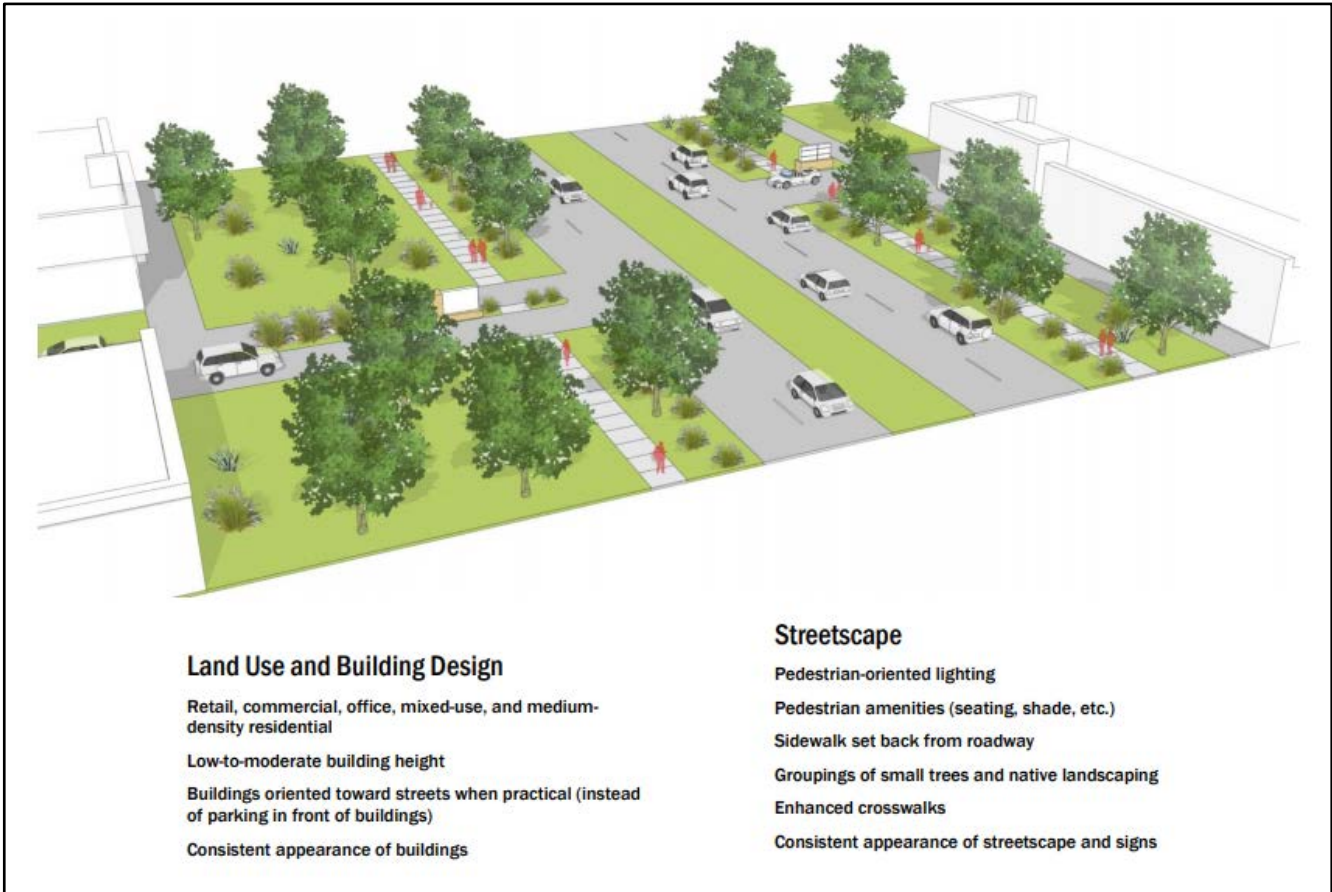 Land Use and Building Design
Retail, commercial, office, mixed-use, and medium-
density residential
Low-to-moderate building height
Buildings oriented toward streets when practical (instead
of parking in front of buildings)
Consistent appearance of buildings
Streetscape
Pedestrian-oriented lighting
Pedestrian amenities (seating, shade, etc.)
Sidewalk set back from roadway
Groupings of small trees and native landscaping
Enhanced crosswalks
Consistent appearance of streetscape and signs